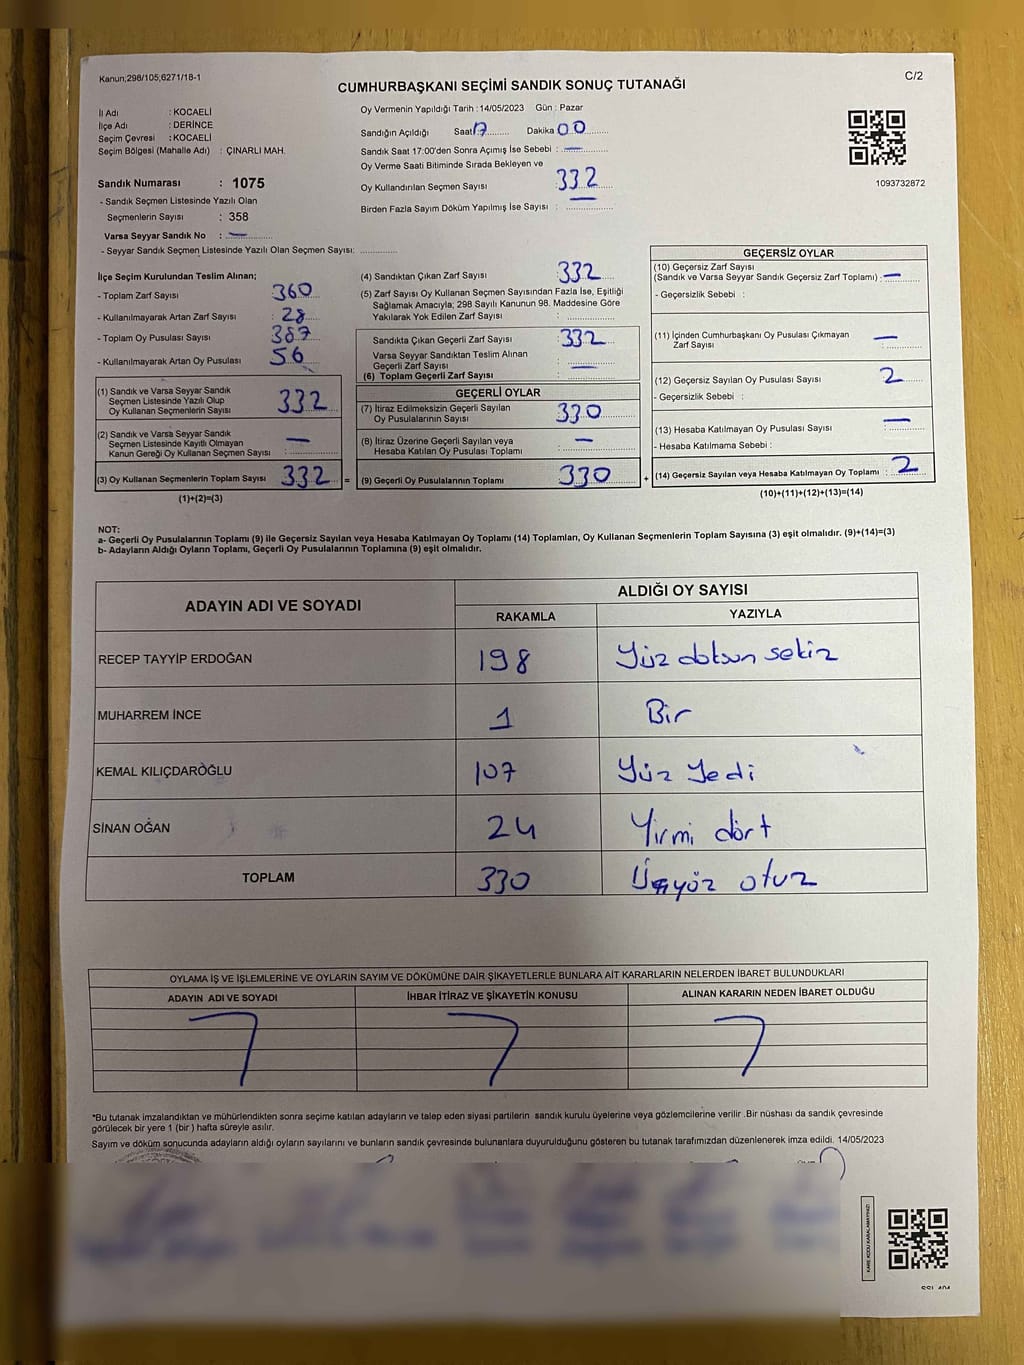 Kanun;298/105,6271/18-1
C/2
CUMHURBAŞKANI SEÇİMİ SANDIK SONUÇ TUTANAĞI
İl Adı : KOCAELİ
İlçe Adı : DERİNCE
Seçim Çevresi : KOCAELİ
Seçim Bölgesi (Mahalle Adı) : ÇINARLI MAH.
Sandık Numarası : 1075
- Sandık Seçmen Listesinde Yazılı Olan
Seçmenlerin Sayısı : 358
Varsa Seyyar Sandık No : —
- Seyyar Sandık Seçmen Listesinde Yazılı Olan Seçmen Sayısı:
Oy Vermenin Yapıldığı Tarih : 14/05/2023 Gün : Pazar
Sandığın Açıldığı Saat 17 Dakika 00
Sandık Saat 17:00'den Sonra Açımış İse Sebebi : —
Oy Verme Saati Bitiminde Sırada Bekleyen ve
Oy Kullandırılan Seçmen Sayısı 332
Birden Fazla Sayım Döküm Yapılmış İse Sayısı : —
1093732872
İlçe Seçim Kurulundan Teslim Alınan;
- Toplam Zarf Sayısı 360
- Kullanılmayarak Artan Zarf Sayısı : 28
- Toplam Oy Pusulası Sayısı
- Kullanılmayarak Artan Oy Pusulası 56
(1) Sandık ve Varsa Seyyar Sandık
Seçmen Listesinde Yazılı Olup
Oy Kullanan Seçmenlerin Sayısı 332
(2) Sandık ve Varsa Seyyar Sandık
Seçmen Listesinde Kayıtlı Olmayan
Kanun Gereği Oy Kullanan Seçmen Sayısı : —
(3) Oy Kullanan Seçmenlerin Toplam Sayısı 332 =
(1)+(2)=(3)
(4) Sandıktan Çıkan Zarf Sayısı 332
(5) Zarf Sayısı Oy Kullanan Seçmen Sayısından Fazla İse, Eşitliği
Sağlamak Amacıyla; 298 Sayılı Kanunun 98. Maddesine Göre
Yakılarak Yok Edilen Zarf Sayısı :
Sandıkta Çıkan Geçerli Zarf Sayısı : 332
Varsa Seyyar Sandıktan Teslim Alınan
Geçerli Zarf Sayısı : —
(6) Toplam Geçerli Zarf Sayısı :
GEÇERLİ OYLAR
(7) İtiraz Edilmeksizin Geçerli Sayılan
Oy Pusulalarının Sayısı : 330
(8) İtiraz Üzerine Geçerli Sayılan veya
Hesaba Katılan Oy Pusulası Toplamı : —
(9) Geçerli Oy Pusulalarının Toplamı 330 +
GEÇERSİZ OYLAR
(10) Geçersiz Zarf Sayısı
(Sandık ve Varsa Seyyar Sandık Geçersiz Zarf Toplamı) : —
- Geçersizlik Sebebi :
(11) İçinden Cumhurbaşkanı Oy Pusulası Çıkmayan
Zarf Sayısı : —
(12) Geçersiz Sayılan Oy Pusulası Sayısı : 2
- Geçersizlik Sebebi :
(13) Hesaba Katılmayan Oy Pusulası Sayısı : —
- Hesaba Katılmama Sebebi :
(14) Geçersiz Sayılan veya Hesaba Katılmayan Oy Toplamı : 2
(10)+(11)+(12)+(13)=(14)
NOT:
a- Geçerli Oy Pusulalarının Toplamı (9) ile Geçersiz Sayılan veya Hesaba Katılmayan Oy Toplamı (14) Toplamları, Oy Kullanan Seçmenlerin Toplam Sayısına (3) eşit olmalıdır. (9)+(14)=(3)
b- Adayların Aldığı Oyların Toplamı, Geçerli Oy Pusulalarının Toplamına (9) eşit olmalıdır.
ADAYIN ADI VE SOYADI
ALDIĞI OY SAYISI
RAKAMLA YAZIYLA
RECEP TAYYİP ERDOĞAN 198 Yüz doksan sekiz
MUHARREM İNCE 1 Bir
KEMAL KILIÇDAROĞLU 107 Yüz Yedi
SİNAN OĞAN 24 Yirmi dört
TOPLAM 330 Üçyüz otuz
OYLAMA İŞ VE İŞLEMLERİNE VE OYLARIN SAYIM VE DÖKÜMÜNE DAİR ŞİKAYETLERLE BUNLARA AİT KARARLARIN NELERDEN İBARET BULUNDUKLARI
ADAYIN ADI VE SOYADI İHBAR İTİRAZ VE ŞİKAYETİN KONUSU ALINAN KARARIN NEDEN İBARET OLDUĞU
*Bu tutanak imzalandıktan ve mühürlendikten sonra seçime katılan adayların ve talep eden siyasi partilerin sandık kurulu üyelerine veya gözlemcilerine verilir .Bir nüshası da sandık çevresinde
görülecek bir yere 1 (bir ) hafta süreyle asılır.
Sayım ve döküm sonucunda adayların aldığı oyların sayılarını ve bunların sandık çevresinde bulunanlara duyurulduğunu gösteren bu tutanak tarafımızdan düzenlenerek imza edildi. 14/05/2023
KARE KODU KARALAMAYINIZ!